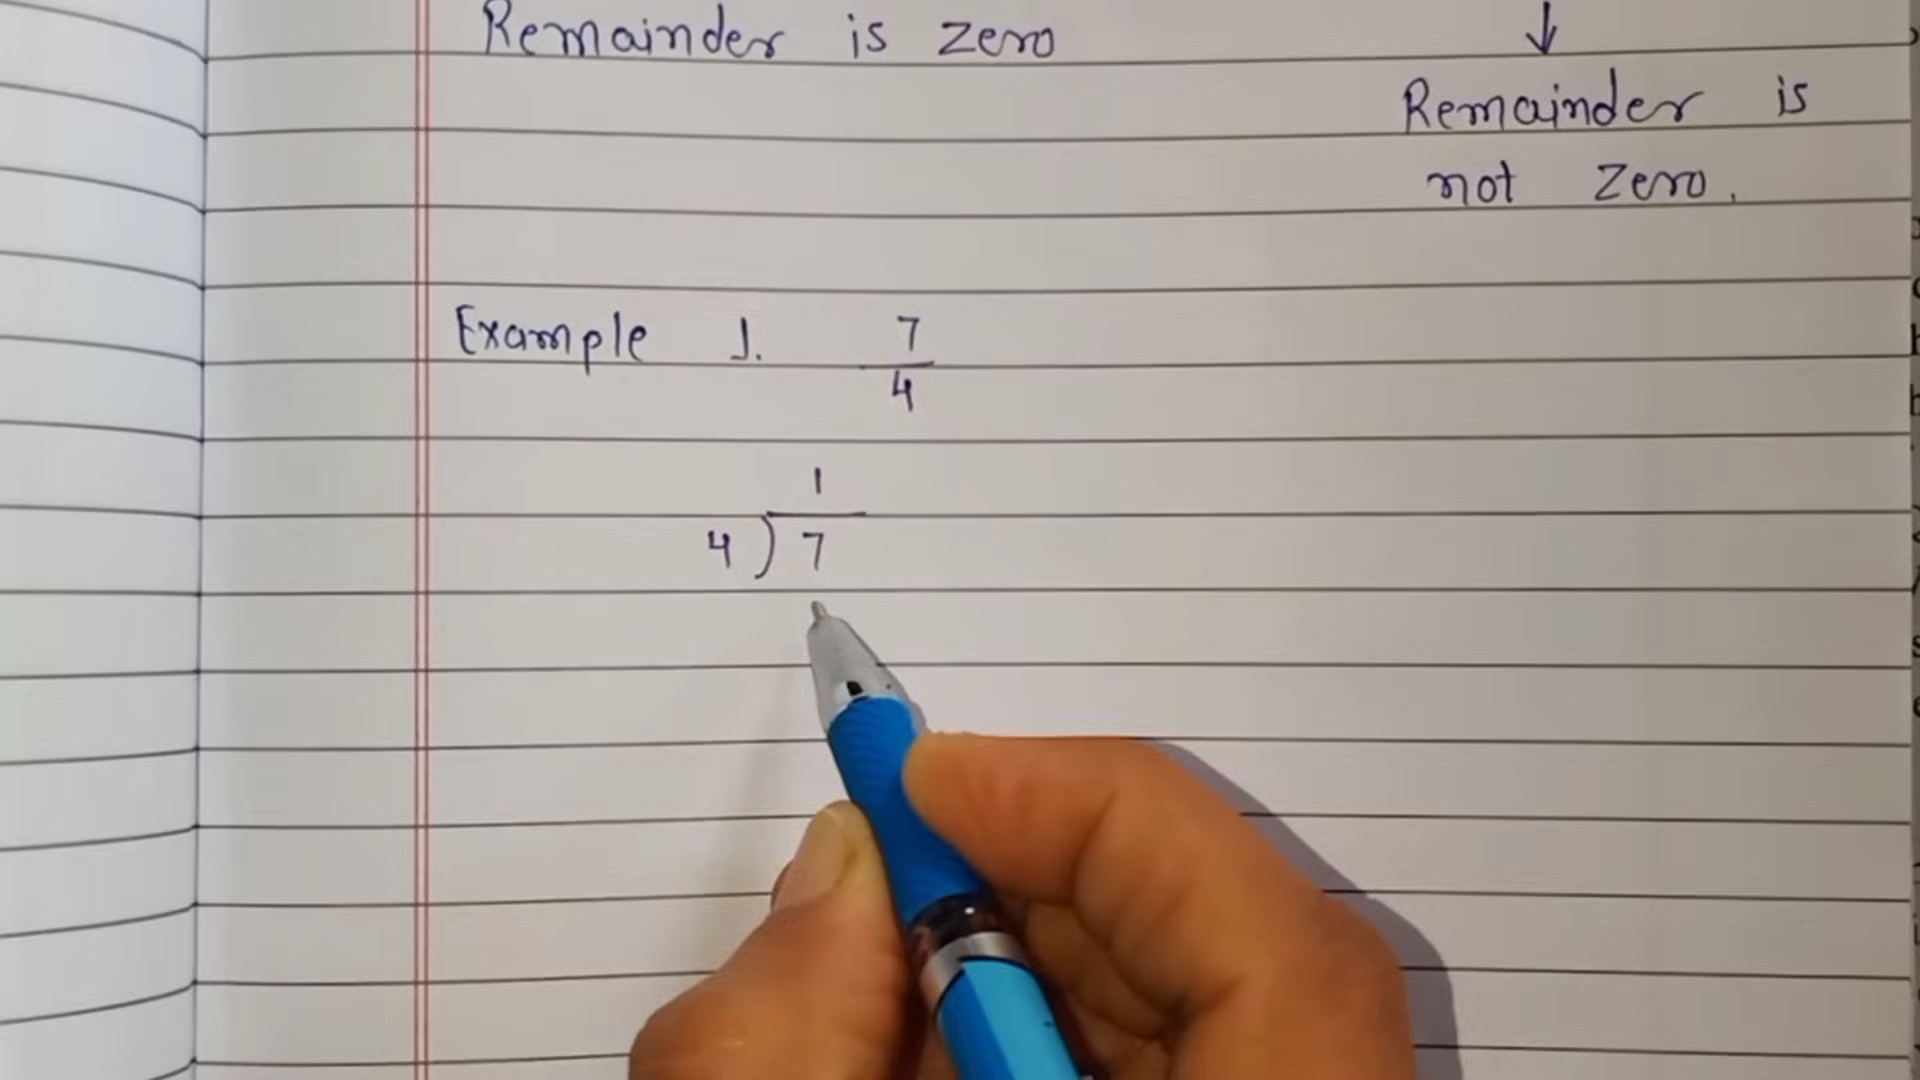 Remainder is zero
↓
Remainder is
not zero.
Example 1. 7/4
1
4 ) 7